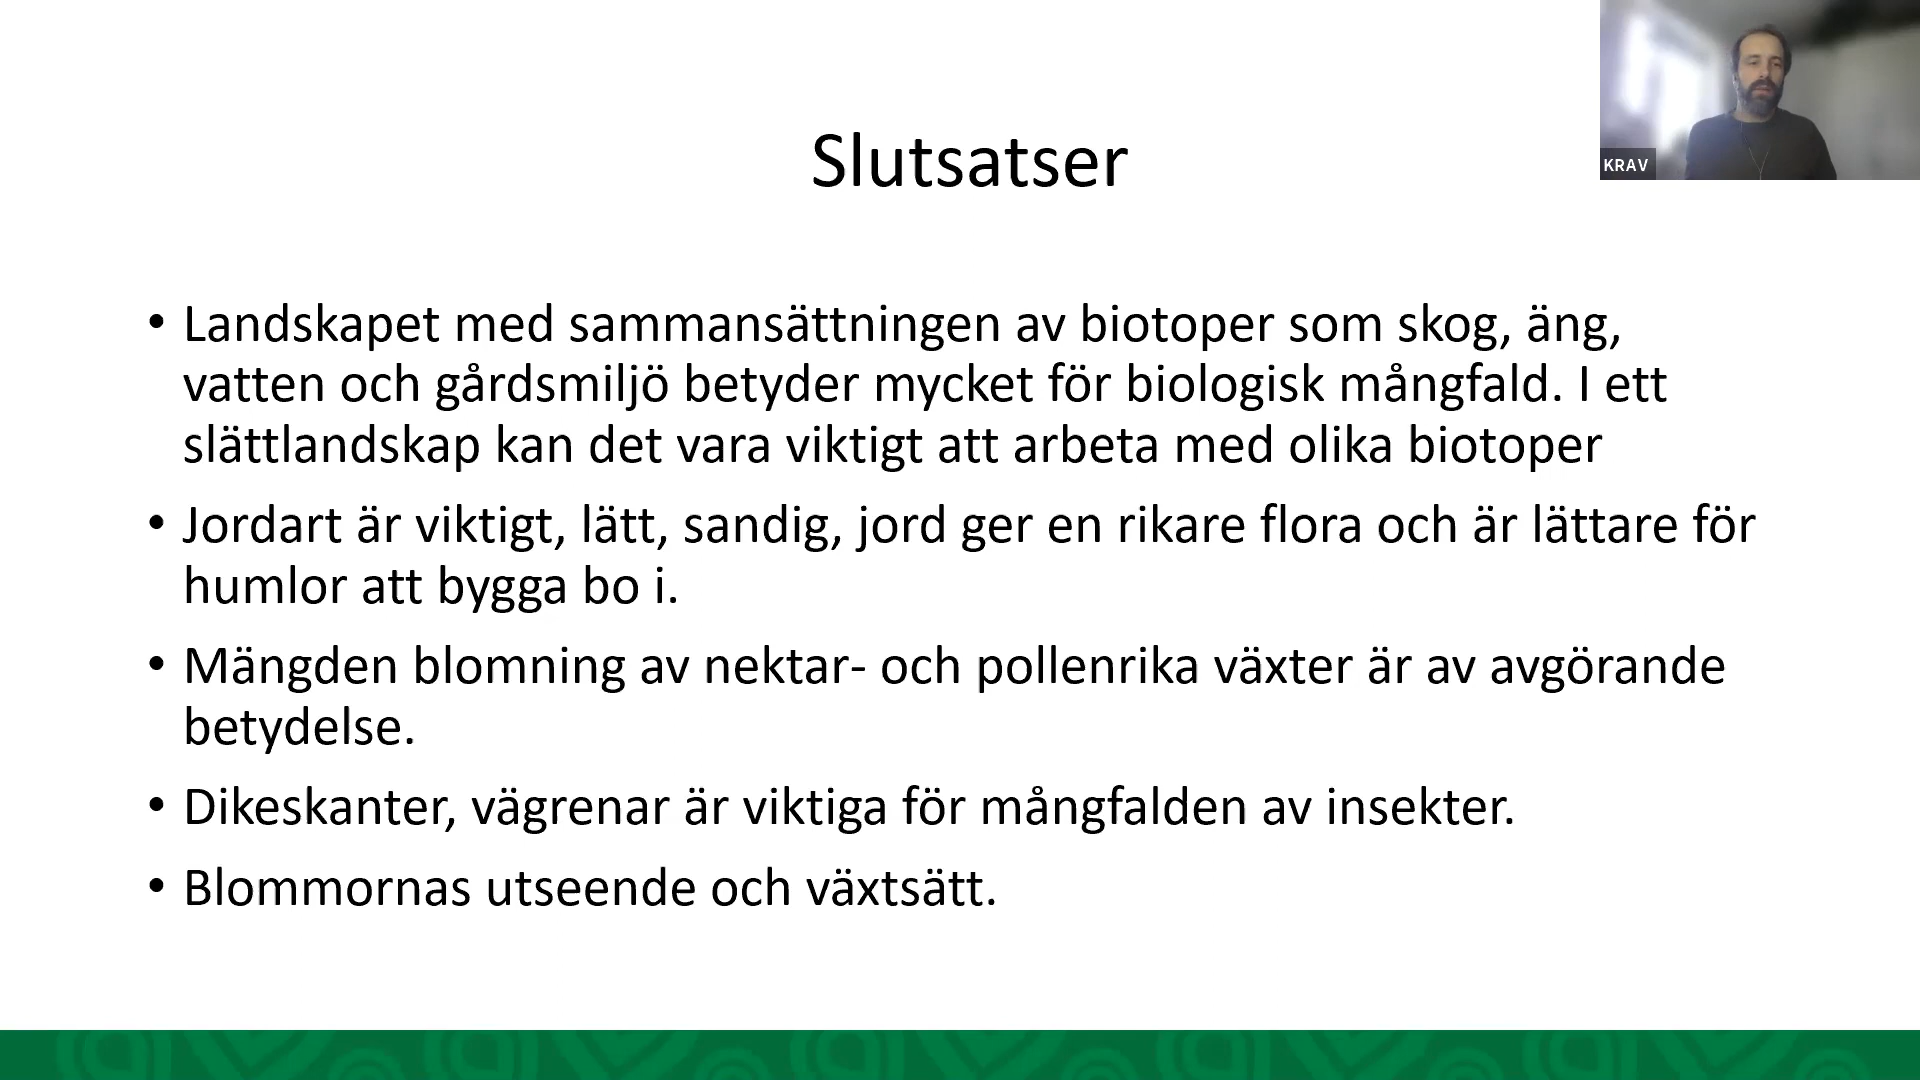 KRAV
Slutsatser
• Landskapet med sammansättningen av biotoper som skog, äng,
vatten och gårdsmiljö betyder mycket för biologisk mångfald. I ett
slättlandskap kan det vara viktigt att arbeta med olika biotoper
• Jordart är viktigt, lätt, sandig, jord ger en rikare flora och är lättare för
humlor att bygga bo i.
• Mängden blomning av nektar- och pollenrika växter är av avgörande
betydelse.
• Dikeskanter, vägrenar är viktiga för mångfalden av insekter.
• Blommornas utseende och växtsätt.